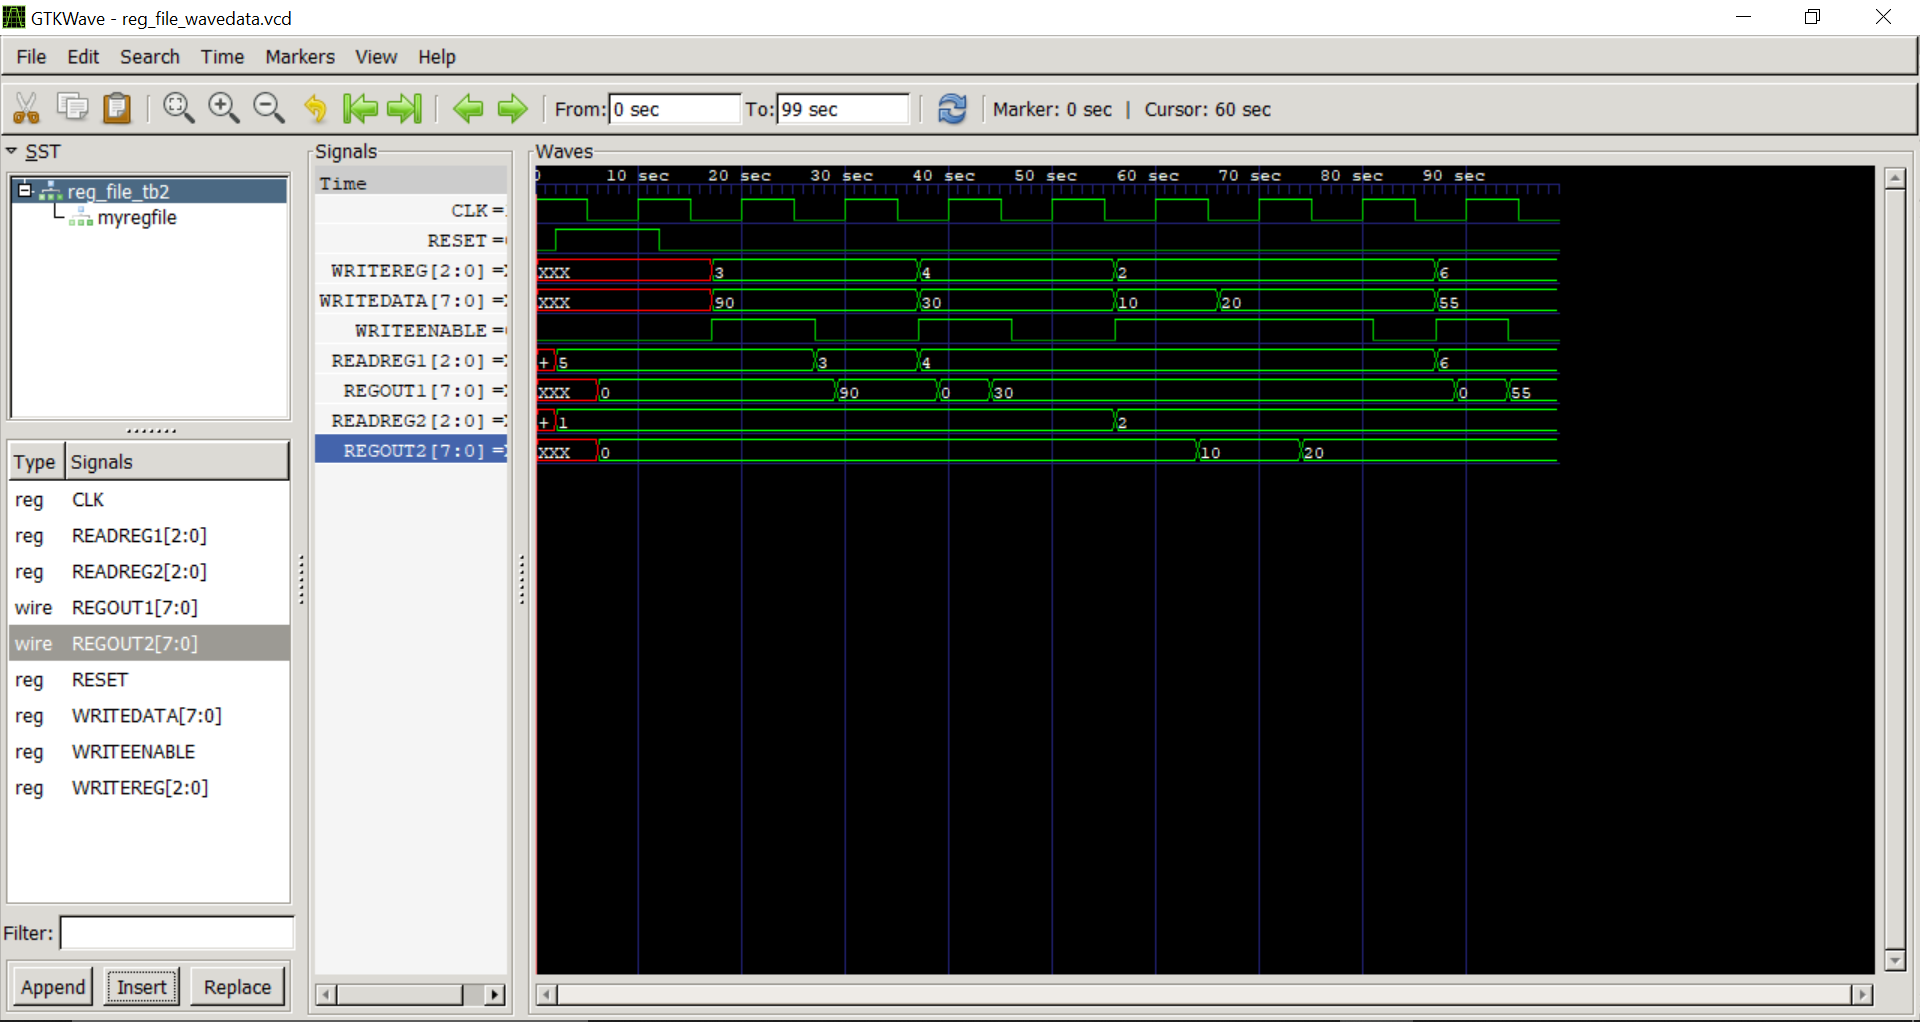 GTKWave - reg_file_wavedata.vcd
File Edit Search Time Markers View Help
From: 0 sec To: 99 sec Marker: 0 sec | Cursor: 60 sec
SST
reg_file_tb2
myregfile
Type Signals
reg CLK
reg READREG1[2:0]
reg READREG2[2:0]
wire REGOUT1[7:0]
wire REGOUT2[7:0]
reg RESET
reg WRITEDATA[7:0]
reg WRITEENABLE
reg WRITEREG[2:0]
Filter:
Append Insert Replace
Signals
Time
CLK =
RESET =
WRITEREG[2:0] =
WRITEDATA[7:0] =
WRITEENABLE =
READREG1[2:0] =
REGOUT1[7:0] =
READREG2[2:0] =
REGOUT2[7:0] =
Waves
10 sec 20 sec 30 sec 40 sec 50 sec 60 sec 70 sec 80 sec 90 sec
XXX 3 4 2 6
XXX 90 30 10 20 55
+ 5 3 4 6
XXX 0 90 0 30 0 55
+ 1 2
XXX 0 10 20